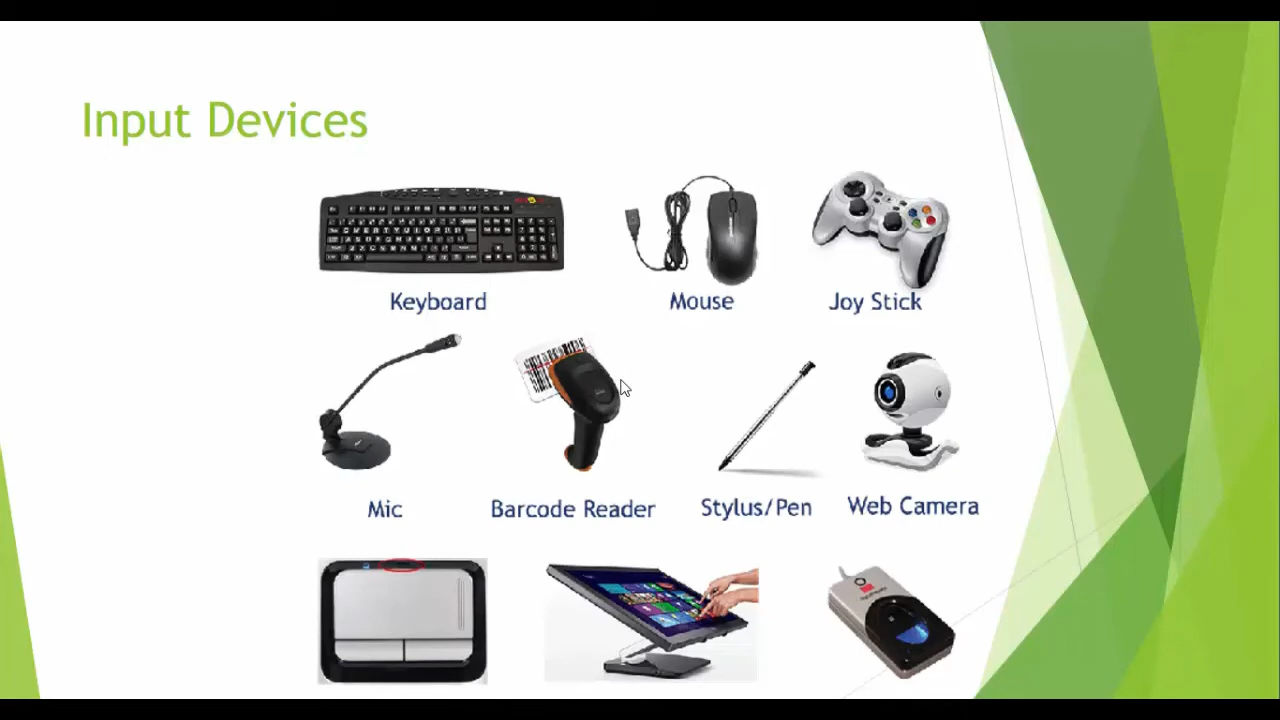 Input Devices
Keyboard
Mouse
Joy Stick
Mic
Barcode Reader
Stylus/Pen
Web Camera